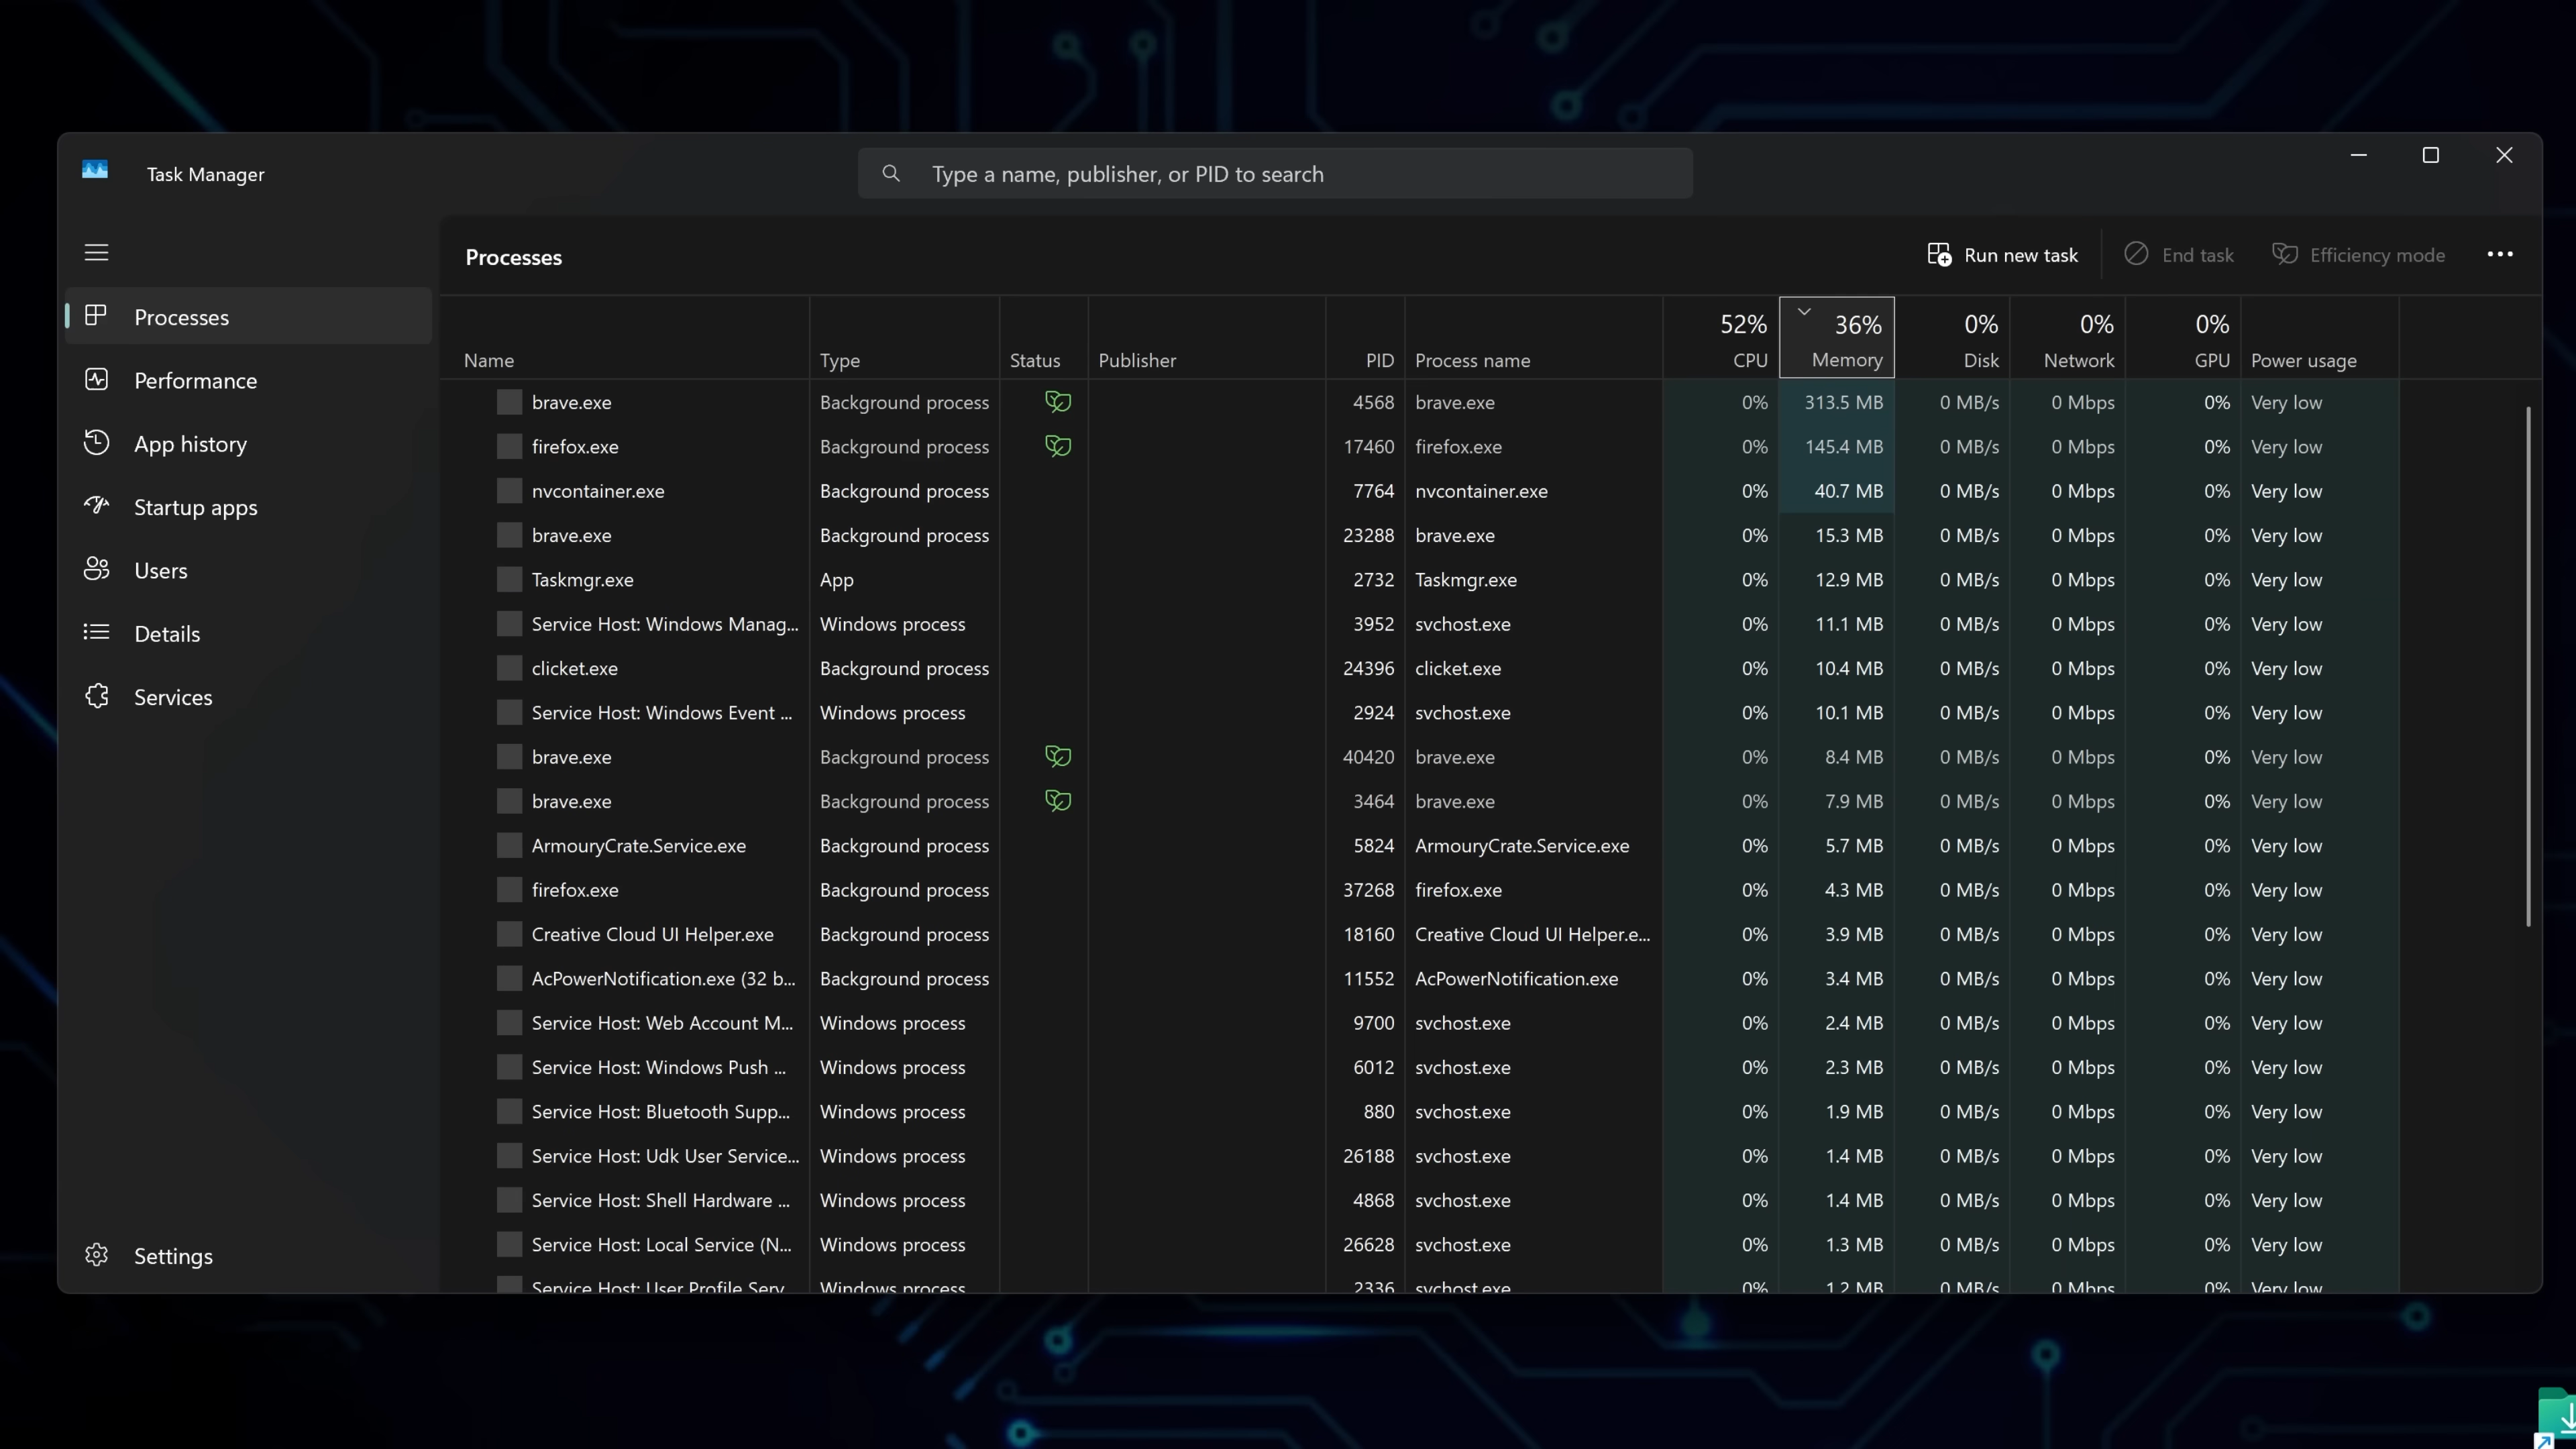 Task Manager
Type a name, publisher, or PID to search
Processes
Run new task
End task
Efficiency mode
Processes
Performance
App history
Startup apps
Users
Details
Services
Settings
52% 36% 0% 0% 0%
Name Type Status Publisher PID Process name CPU Memory Disk Network GPU Power usage
brave.exe Background process 4568 brave.exe 0% 313.5 MB 0 MB/s 0 Mbps 0% Very low
firefox.exe Background process 17460 firefox.exe 0% 145.4 MB 0 MB/s 0 Mbps 0% Very low
nvcontainer.exe Background process 7764 nvcontainer.exe 0% 40.7 MB 0 MB/s 0 Mbps 0% Very low
brave.exe Background process 23288 brave.exe 0% 15.3 MB 0 MB/s 0 Mbps 0% Very low
Taskmgr.exe App 2732 Taskmgr.exe 0% 12.9 MB 0 MB/s 0 Mbps 0% Very low
Service Host: Windows Manag... Windows process 3952 svchost.exe 0% 11.1 MB 0 MB/s 0 Mbps 0% Very low
clicket.exe Background process 24396 clicket.exe 0% 10.4 MB 0 MB/s 0 Mbps 0% Very low
Service Host: Windows Event ... Windows process 2924 svchost.exe 0% 10.1 MB 0 MB/s 0 Mbps 0% Very low
brave.exe Background process 40420 brave.exe 0% 8.4 MB 0 MB/s 0 Mbps 0% Very low
brave.exe Background process 3464 brave.exe 0% 7.9 MB 0 MB/s 0 Mbps 0% Very low
ArmouryCrate.Service.exe Background process 5824 ArmouryCrate.Service.exe 0% 5.7 MB 0 MB/s 0 Mbps 0% Very low
firefox.exe Background process 37268 firefox.exe 0% 4.3 MB 0 MB/s 0 Mbps 0% Very low
Creative Cloud UI Helper.exe Background process 18160 Creative Cloud UI Helper.e... 0% 3.9 MB 0 MB/s 0 Mbps 0% Very low
AcPowerNotification.exe (32 b... Background process 11552 AcPowerNotification.exe 0% 3.4 MB 0 MB/s 0 Mbps 0% Very low
Service Host: Web Account M... Windows process 9700 svchost.exe 0% 2.4 MB 0 MB/s 0 Mbps 0% Very low
Service Host: Windows Push ... Windows process 6012 svchost.exe 0% 2.3 MB 0 MB/s 0 Mbps 0% Very low
Service Host: Bluetooth Supp... Windows process 880 svchost.exe 0% 1.9 MB 0 MB/s 0 Mbps 0% Very low
Service Host: Udk User Service... Windows process 26188 svchost.exe 0% 1.4 MB 0 MB/s 0 Mbps 0% Very low
Service Host: Shell Hardware ... Windows process 4868 svchost.exe 0% 1.4 MB 0 MB/s 0 Mbps 0% Very low
Service Host: Local Service (N... Windows process 26628 svchost.exe 0% 1.3 MB 0 MB/s 0 Mbps 0% Very low
Service Host: User Profile Serv Windows process 2336 svchost.exe 0% 1.2 MB 0 MB/s 0 Mbps 0% Very low